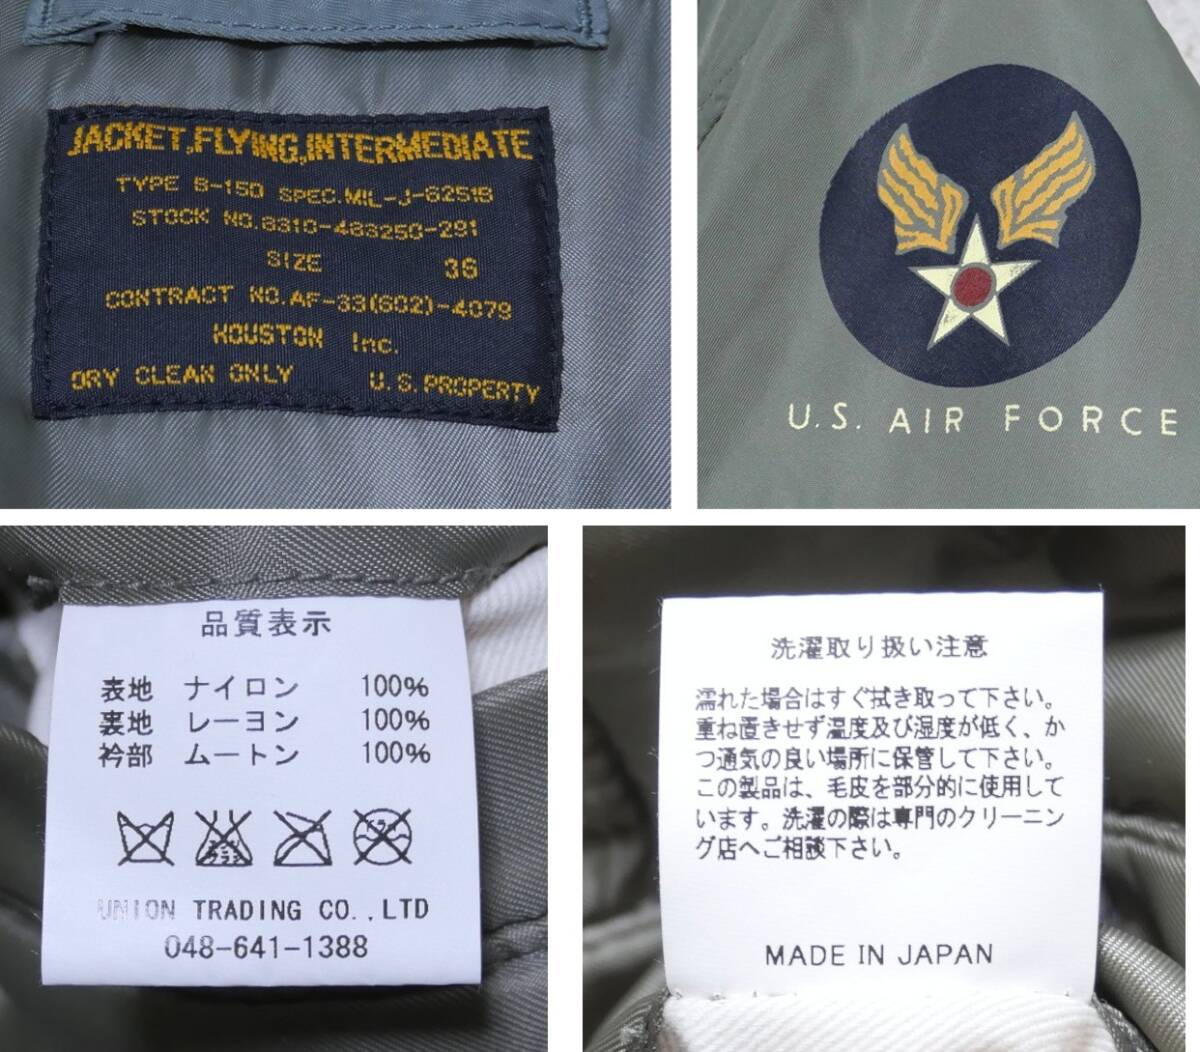 JACKET,FLYING,INTERMEDIATE
TYPE B-15D SPEC.MIL-J-6251B
STOCK NO.8310-483250-291
SIZE 36
CONTRACT NO.AF-33(602)-4079
HOUSTON Inc.
DRY CLEAN ONLY U.S.PROPERTY
U.S. AIR FORCE
品質表示
表地 ナイロン 100%
裏地 レーヨン 100%
衿部 ムートン 100%
UNION TRADING CO.,LTD
048-641-1388
洗濯取り扱い注意
濡れた場合はすぐ拭き取って下さい。
重ね置きせず温度及び湿度が低く、か
つ通気の良い場所に保管して下さい。
この製品は、毛皮を部分的に使用して
います。洗濯の際は専門のクリーニン
グ店へご相談下さい。
MADE IN JAPAN